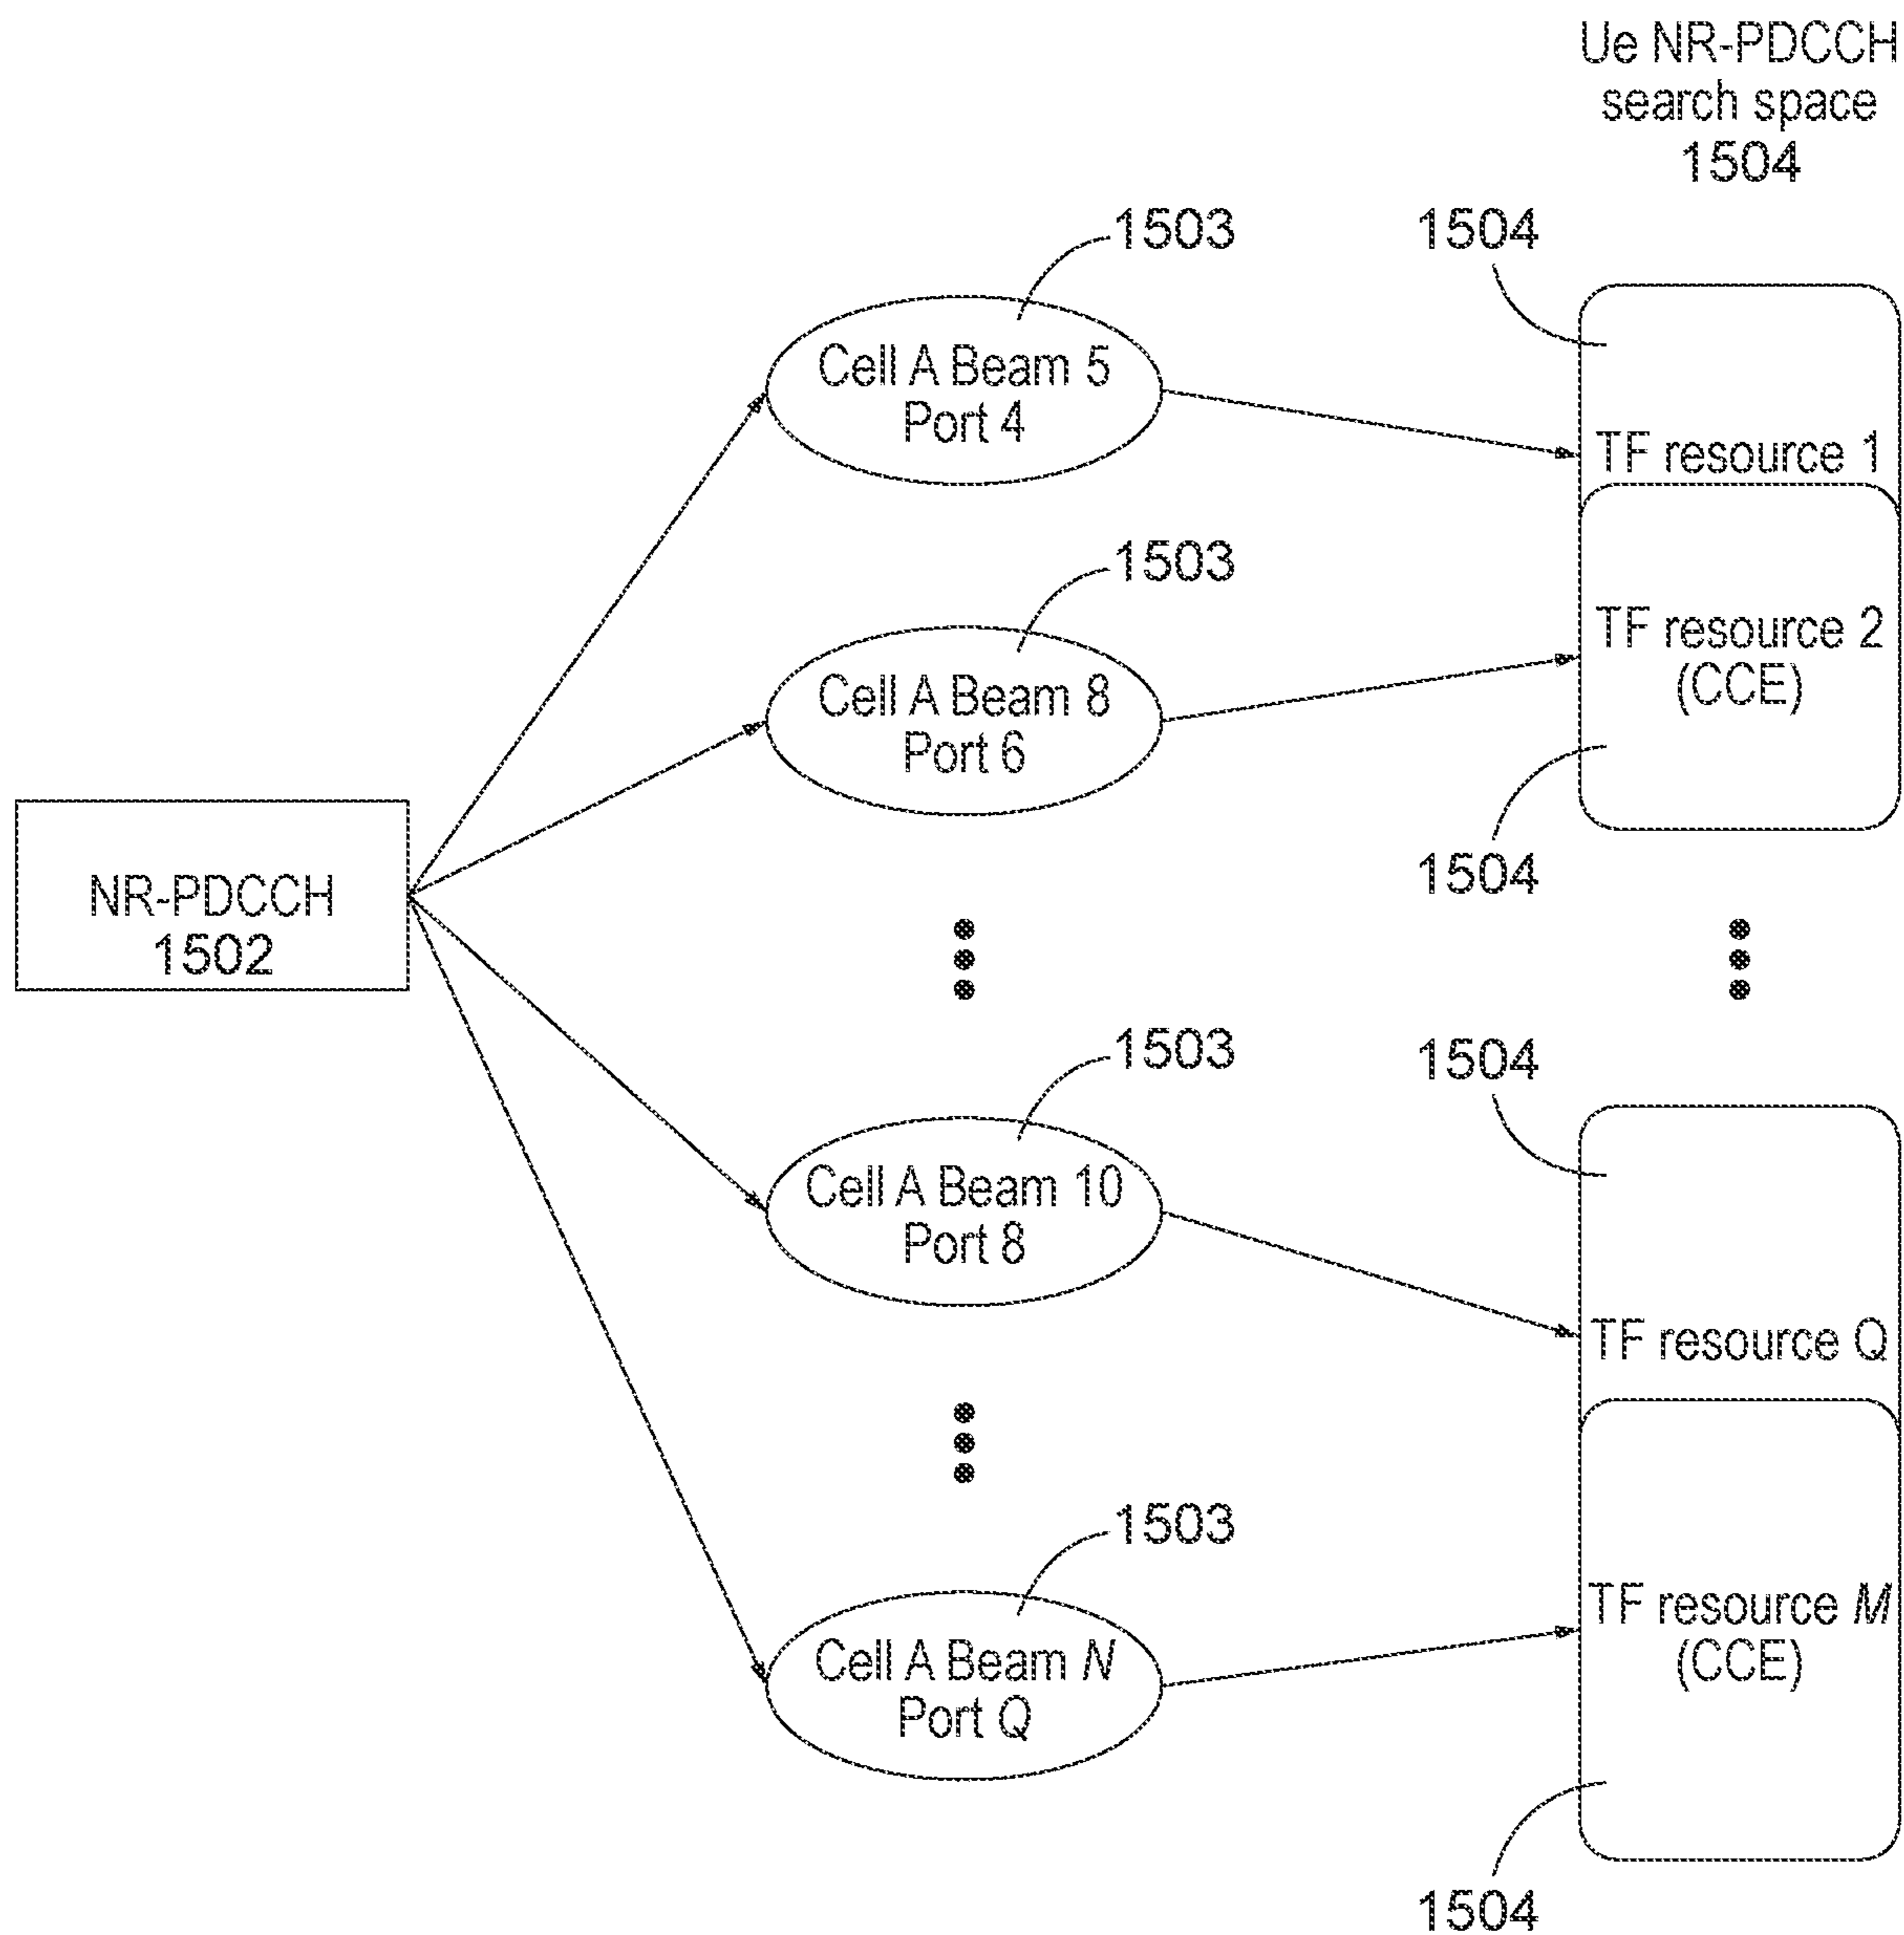 Ue NR-PDCCH
search space
1504
1503
1504
Cell A Beam 5
Port 4
TF resource 1
1503
TF resource 2
(CCE)
Cell A Beam 8
Port 6
1504
NR-PDCCH
1502
1503
1504
Cell A Beam 10
Port 8
TF resource Q
1503
TF resource M
(CCE)
Cell A Beam N
Port Q
1504